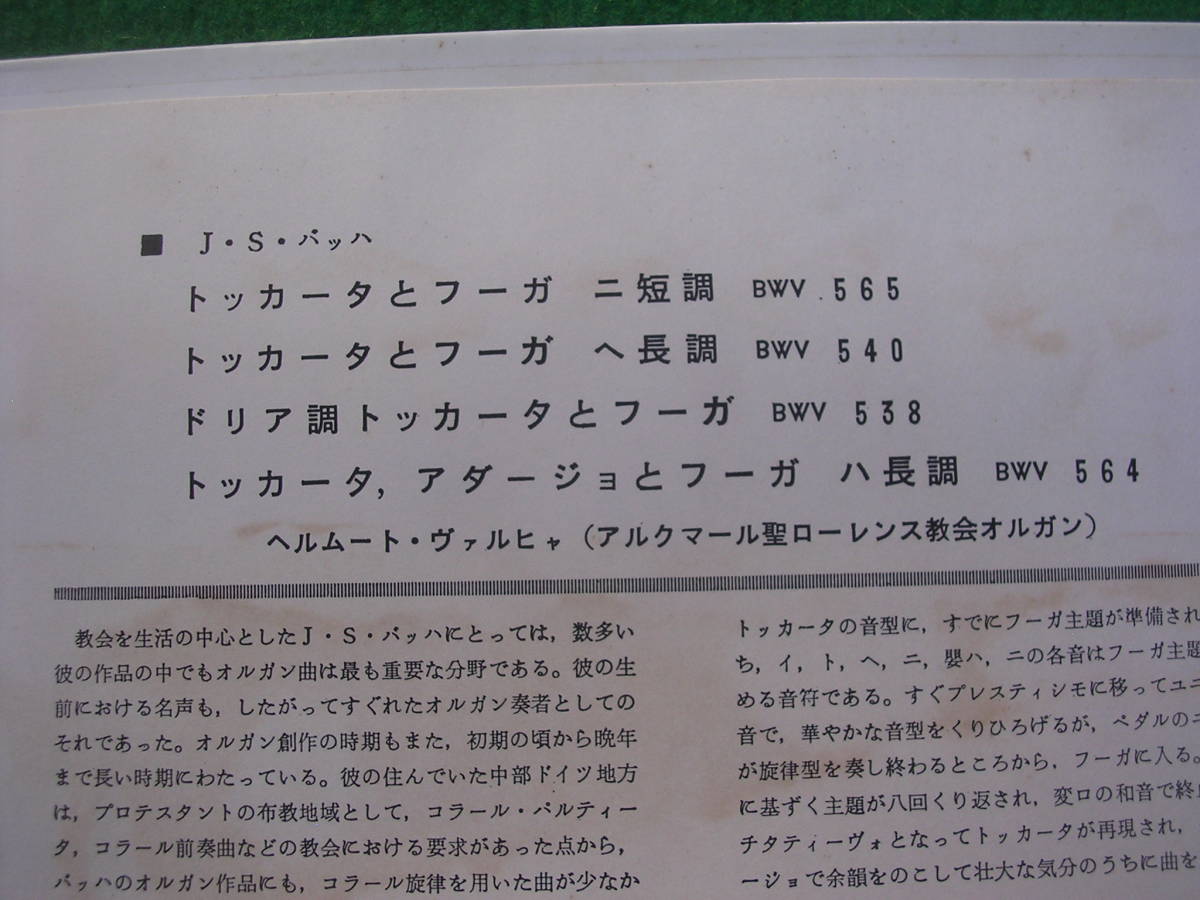 ■ J・S・バッハ
トッカータとフーガ ニ短調 BWV.565
トッカータとフーガ ヘ長調 BWV 540
ドリア調トッカータとフーガ BWV 538
トッカータ，アダージョとフーガ ハ長調 BWV 564
ヘルムート・ヴァルヒャ（アルクマール聖ローレンス教会オルガン）
教会を生活の中心としたJ・S・バッハにとっては，数多い
彼の作品の中でもオルガン曲は最も重要な分野である。彼の生
前における名声も，したがってすぐれたオルガン奏者としての
それであった。オルガン創作の時期もまた，初期の頃から晩年
まで長い時期にわたっている。彼の住んでいた中部ドイツ地方
は，プロテスタントの布教地域として，コラール・パルティー
タ，コラール前奏曲などの教会における要求があった点から，
バッハのオルガン作品にも，コラール旋律を用いた曲が少なか
トッカータの音型に，すでにフーガ主題が準備され
ち，イ，ト，ヘ，ニ，嬰ハ，ニの各音はフーガ主題
める音符である。すぐプレスティシモに移ってユニ
音で，華やかな音型をくりひろげるが，ペダルのニ
が旋律型を奏し終わるところから，フーガに入る。
に基ずく主題が八回くり返され，変ロの和音で終止
チタティーヴォとなってトッカータが再現され，
ージョで余韻をのこして壮大な気分のうちに曲を